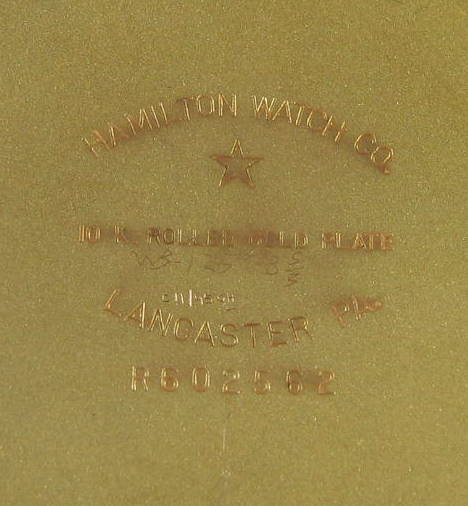 HAMILTON WATCH CO.
10 K. ROLLED GOLD PLATE
LANCASTER PA.
R602562